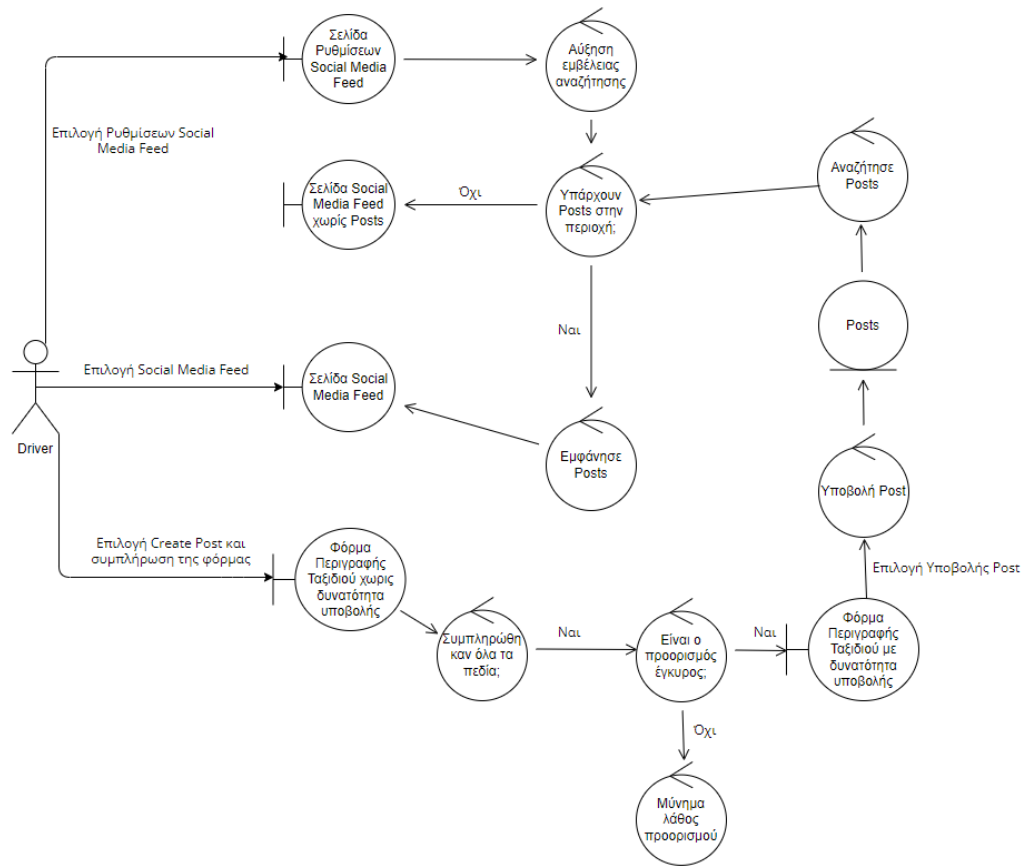 Σελίδα
Ρυθμίσεων
Social Media
Feed
Αύξηση
εμβέλειας
αναζήτησης
Επιλογή Ρυθμίσεων Social
Media Feed
Σελίδα Social
Media Feed
χωρίς Posts
Όχι
Υπάρχουν
Posts στην
περιοχή;
Αναζήτησε
Posts
Posts
Ναι
Επιλογή Social Media Feed
Σελίδα Social
Media Feed
Driver
Εμφάνησε
Posts
Υποβολή Post
Επιλογή Create Post και
συμπλήρωση της φόρμας
Φόρμα
Περιγραφής
Ταξιδιού χωρις
δυνατότητα
υποβολής
Επιλογή Υποβολής Post
Συμπληρώθη
καν όλα τα
πεδία;
Ναι
Είναι ο
προορισμός
έγκυρος;
Ναι
Φόρμα
Περιγραφής
Ταξιδιού με
δυνατότητα
υποβολής
Όχι
Μύνημα
λάθος
προορισμού